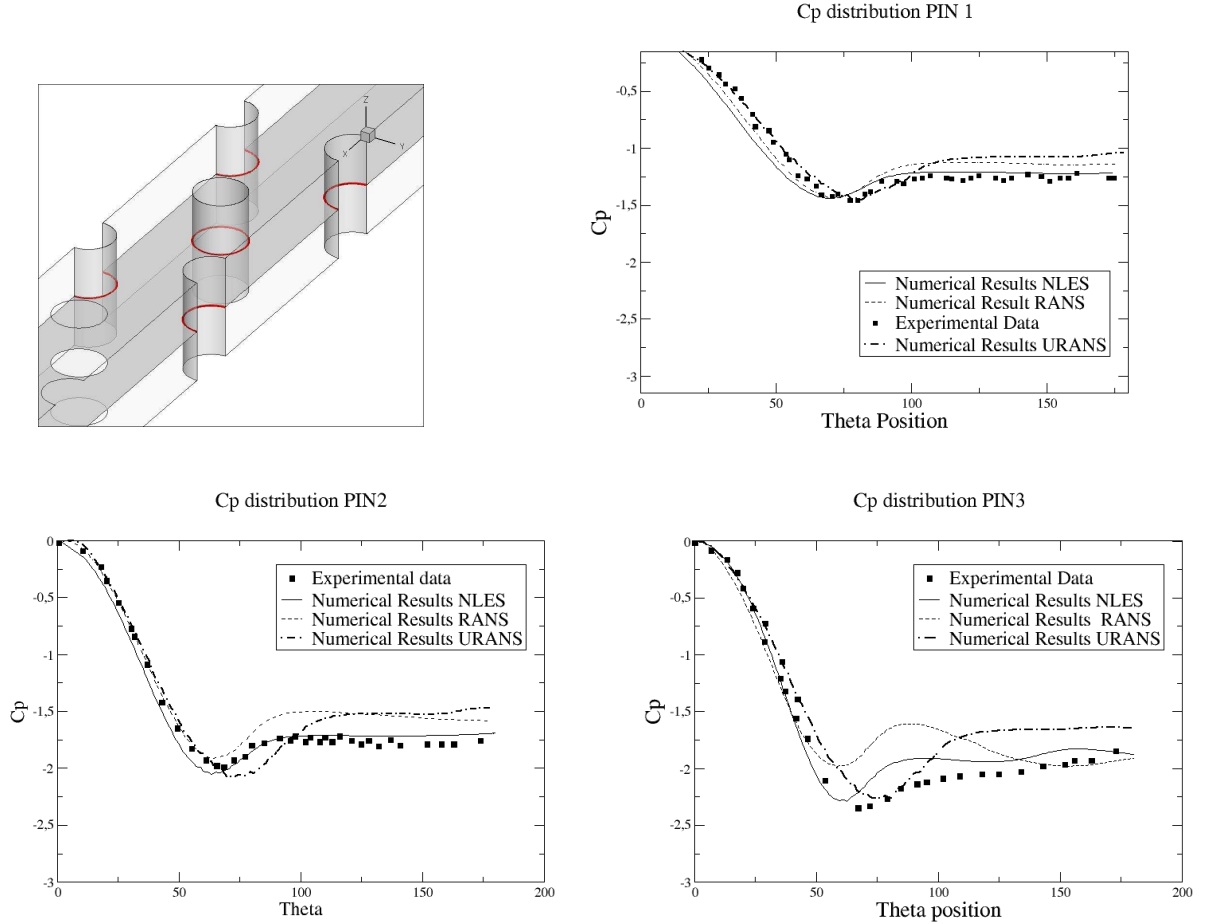 Cp distribution PIN 1
Z
X
Y
-0,5
-1
-1,5
-2
-2,5
-3
Cp
Numerical Results NLES
Numerical Result RANS
Experimental Data
Numerical Results URANS
0 50 100 150
Theta Position
Cp distribution PIN2
0
-0,5
-1
-1,5
-2
-2,5
-3
Cp
Experimental data
Numerical Results NLES
Numerical Results RANS
Numerical Results URANS
0 50 100 150 200
Theta
Cp distribution PIN3
0
-0,5
-1
-1,5
-2
-2,5
-3
Cp
Experimental Data
Numerical Results NLES
Numerical Results RANS
Numerical Results URANS
0 50 100 150 200
Theta position